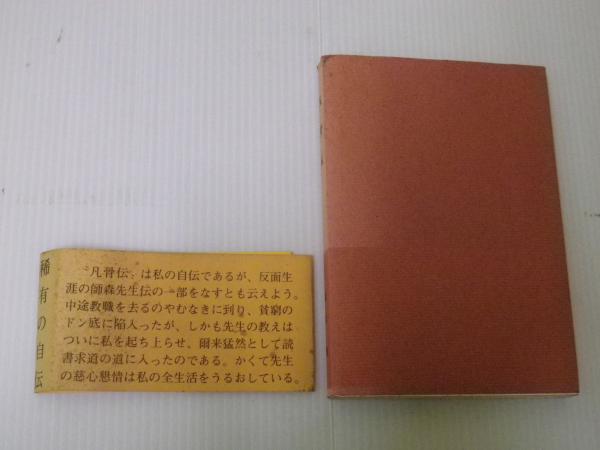 稀有の自伝
〝凡骨伝〟は私の自伝であるが、反面生
涯の師森先生伝の一部をなすとも云えよう。
中途教職を去るのやむなきに到り、貧窮の
ドン底に陥入ったが、しかも先生の教えは
ついに私を起ち上らせ、爾来猛然として読
書求道の道に入ったのである。かくて先生
の慈心懇情は私の全生活をうるおしている。